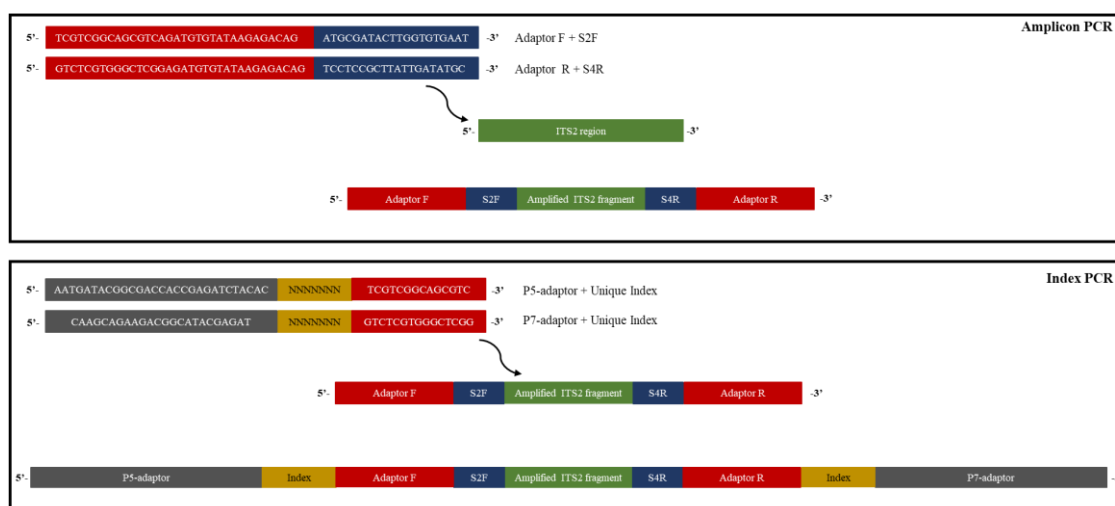 Amplicon PCR
5’- TCGTCGGCAGCGTCAGATGTGTATAAGAGACAG ATGCGATACTTGGTGTGAAT -3’ Adaptor F + S2F
GTCTCGTGGGCTCGGAGATGTGTATAAGAGACAG TCCTCCGCTTATTGATATGC -3’ Adaptor R + S4R
5’-
5’- ITS2 region -3’
5’- Adaptor F S2F Amplified ITS2 fragment S4R Adaptor R -3’
Index PCR
5’- AATGATACGGCGACCACCGAGATCTACAC NNNNNNN TCGTCGGCAGCGTC -3’ P5-adaptor + Unique Index
5’- CAAGCAGAAGACGGCATACGAGAT NNNNNNN GTCTCGTGGGCTCGG -3’ P7-adaptor + Unique Index
5’- Adaptor F S2F Amplified ITS2 fragment S4R Adaptor R -3’
5’- P5-adaptor Index Adaptor F S2F Amplified ITS2 fragment S4R Adaptor R Index P7-adaptor -